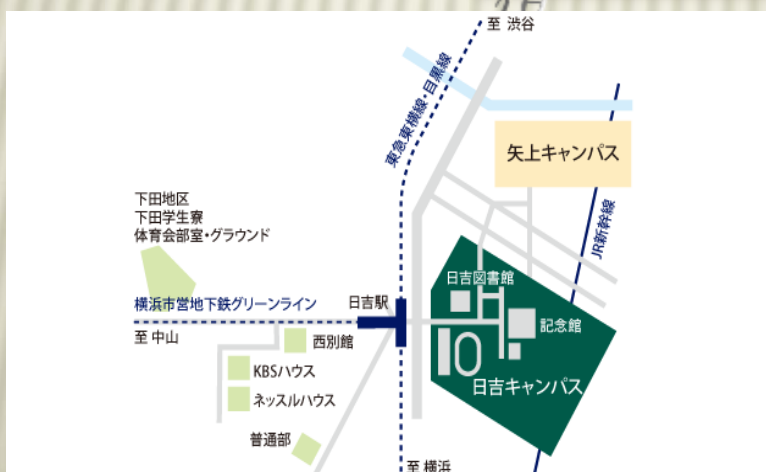 至 渋谷
東急東横線・目黒線
矢上キャンパス
下田地区
下田学生寮
体育会部室・グラウンド
JR新幹線
日吉図書館
横浜市営地下鉄グリーンライン
日吉駅
記念館
至 中山
西別館
KBSハウス
日吉キャンパス
ネッスルハウス
普通部
至 横浜